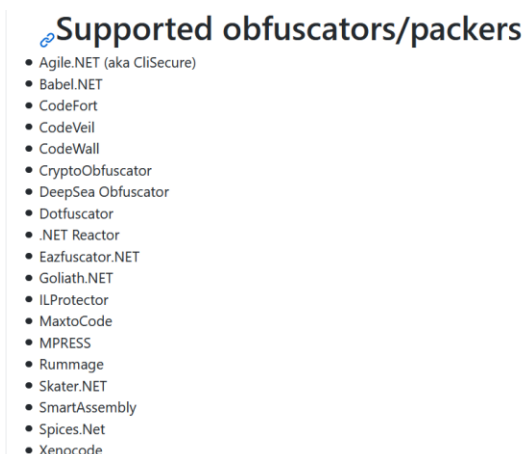 Supported obfuscators/packers
Agile.NET (aka CliSecure)
Babel.NET
CodeFort
CodeVeil
CodeWall
CryptoObfuscator
DeepSea Obfuscator
Dotfuscator
.NET Reactor
Eazfuscator.NET
Goliath.NET
ILProtector
MaxtoCode
MPRESS
Rummage
Skater.NET
SmartAssembly
Spices.Net
Xenocode